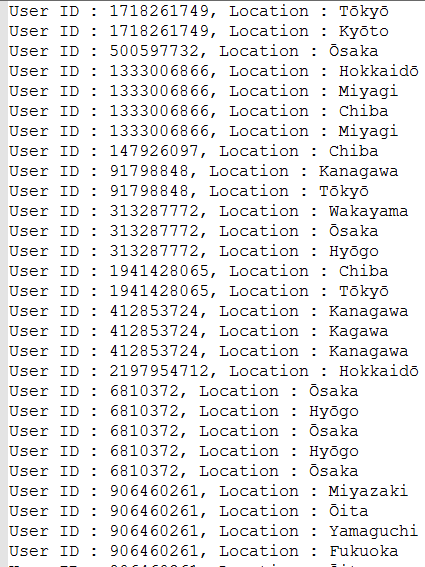 User ID : 1718261749, Location : Tōkyō
User ID : 1718261749, Location : Kyōto
User ID : 500597732, Location : Ōsaka
User ID : 1333006866, Location : Hokkaidō
User ID : 1333006866, Location : Miyagi
User ID : 1333006866, Location : Chiba
User ID : 1333006866, Location : Miyagi
User ID : 147926097, Location : Chiba
User ID : 91798848, Location : Kanagawa
User ID : 91798848, Location : Tōkyō
User ID : 313287772, Location : Wakayama
User ID : 313287772, Location : Ōsaka
User ID : 313287772, Location : Hyōgo
User ID : 1941428065, Location : Chiba
User ID : 1941428065, Location : Tōkyō
User ID : 412853724, Location : Kanagawa
User ID : 412853724, Location : Kagawa
User ID : 412853724, Location : Kanagawa
User ID : 2197954712, Location : Hokkaidō
User ID : 6810372, Location : Ōsaka
User ID : 6810372, Location : Hyōgo
User ID : 6810372, Location : Ōsaka
User ID : 6810372, Location : Hyōgo
User ID : 6810372, Location : Ōsaka
User ID : 906460261, Location : Miyazaki
User ID : 906460261, Location : Ōita
User ID : 906460261, Location : Yamaguchi
User ID : 906460261, Location : Fukuoka